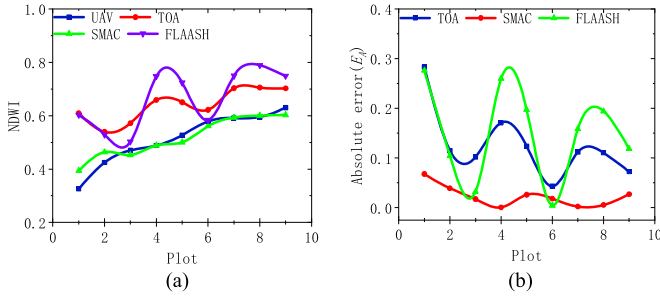 UAV TOA
SMAC FLAASH
1.0
0.8
0.6
0.4
0.2
NDWI
0 2 4 6 8 10
Plot
(a)
TOA SMAC FLAASH
0.4
0.3
0.2
0.1
0.0
Absolute error(E_A)
0 2 4 6 8 10
Plot
(b)